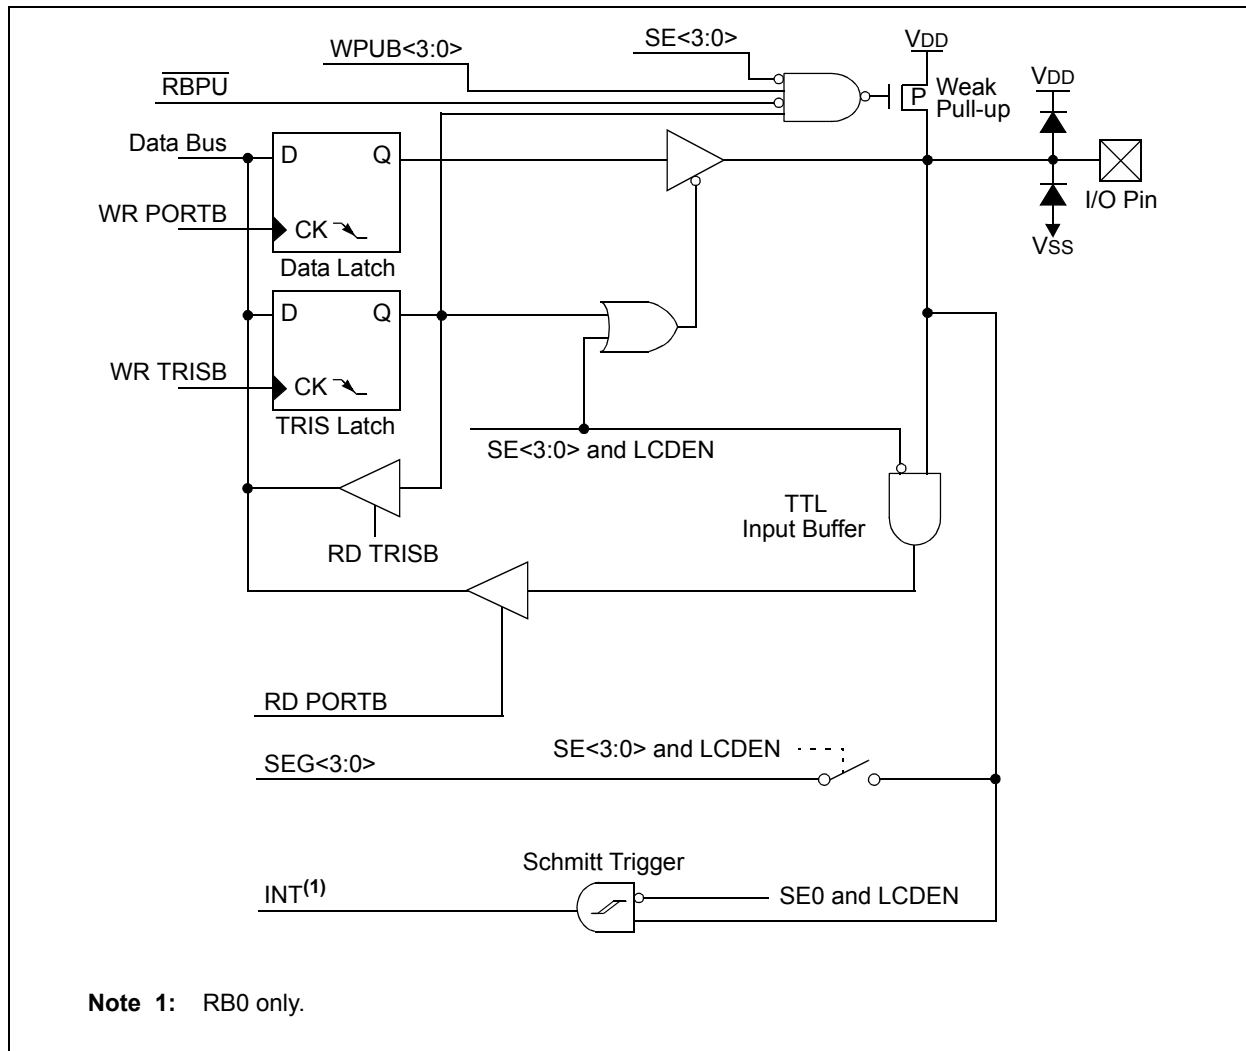 SE<3:0>
WPUB<3:0>
VDD
RBPU
VDD
Weak
Pull-up
P
Data Bus
D
Q
I/O Pin
WR PORTB
CK
VSS
Data Latch
D
Q
WR TRISB
CK
TRIS Latch
SE<3:0> and LCDEN
TTL
Input Buffer
RD TRISB
RD PORTB
SE<3:0> and LCDEN
SEG<3:0>
Schmitt Trigger
INT(1)
SE0 and LCDEN
Note 1: RB0 only.